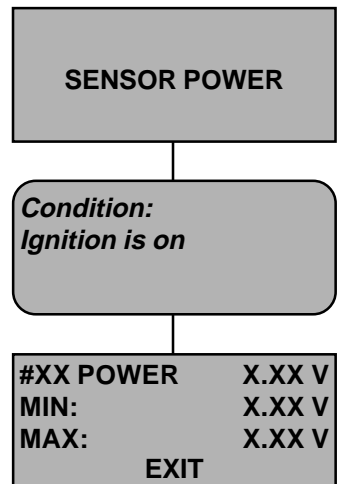 SENSOR POWER
Condition:
Ignition is on
#XX POWER X.XX V
MIN: X.XX V
MAX: X.XX V
EXIT